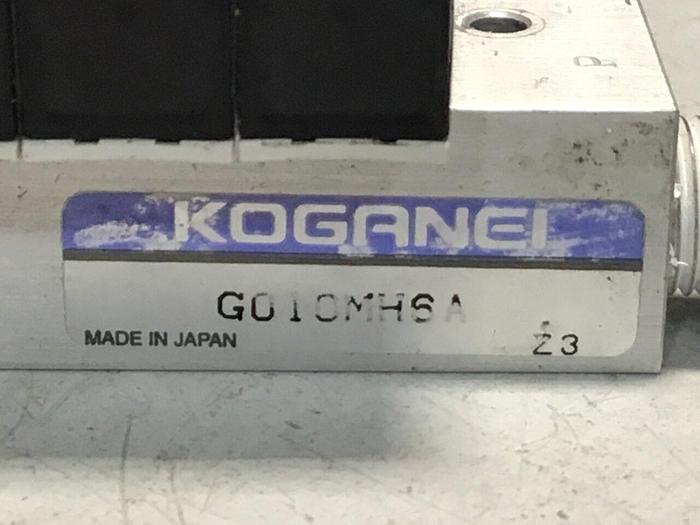 P
KOGANEI
G010MH6A
MADE IN JAPAN
Z3